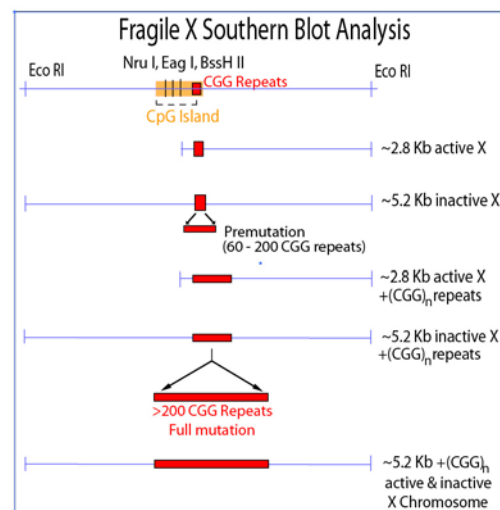 Fragile X Southern Blot Analysis
Eco RI
Nru I, Eag I, BssH II
Eco RI
CGG Repeats
CpG Island
~2.8 Kb active X
~5.2 Kb inactive X
Premutation
(60 - 200 CGG repeats)
~2.8 Kb active X
+(CGG)n repeats
~5.2 Kb inactive X
+(CGG)n repeats
>200 CGG Repeats
Full mutation
~5.2 Kb +(CGG)n
active & inactive
X Chromosome